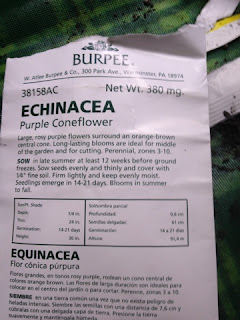 BURPEE
W. Atlee Burpee & Co., 300 Park Ave., Warminster, PA 18974
38158AC Net Wt. 380 mg.
ECHINACEA
Purple Coneflower
Large, rosy purple flowers surround an orange-brown
central cone. Long-lasting blooms are ideal for middle
of the garden and for cutting. Perennial, zones 3-10.
SOW in late summer at least 12 weeks before ground
freezes. Sow seeds evenly and thinly and cover with
1/4" fine soil. Firm lightly and keep evenly moist.
Seedlings emerge in 14-21 days. Blooms in summer
to fall.
Sun/Pt. Shade Sol/sombra parcial
Depth: 1/4 in. Profundidad: 0,6 cm
Thin: 24 in. Semillas delgadas: 61 cm
Germination: 14-21 days Germinación: 14 a 21 días
Height: 36 in. Altura: 91,4 m
EQUINACEA
Flor cónica púrpura
Flores grandes, en tonos rosy purple, rodean un cono central de
colores orange brown. Las flores de larga duración son ideales para
colocar en el centro del jardín o para cortar. Perenne, zonas 3 a 10.
SIEMBRE en una tierra común una vez que no exista peligro de
heladas intensas. Siembre las semillas con una distancia de 7,6 cm y
cúbralas con una delgada capa de tierra. Presione la tierra
suavemente y manténgala húmeda.